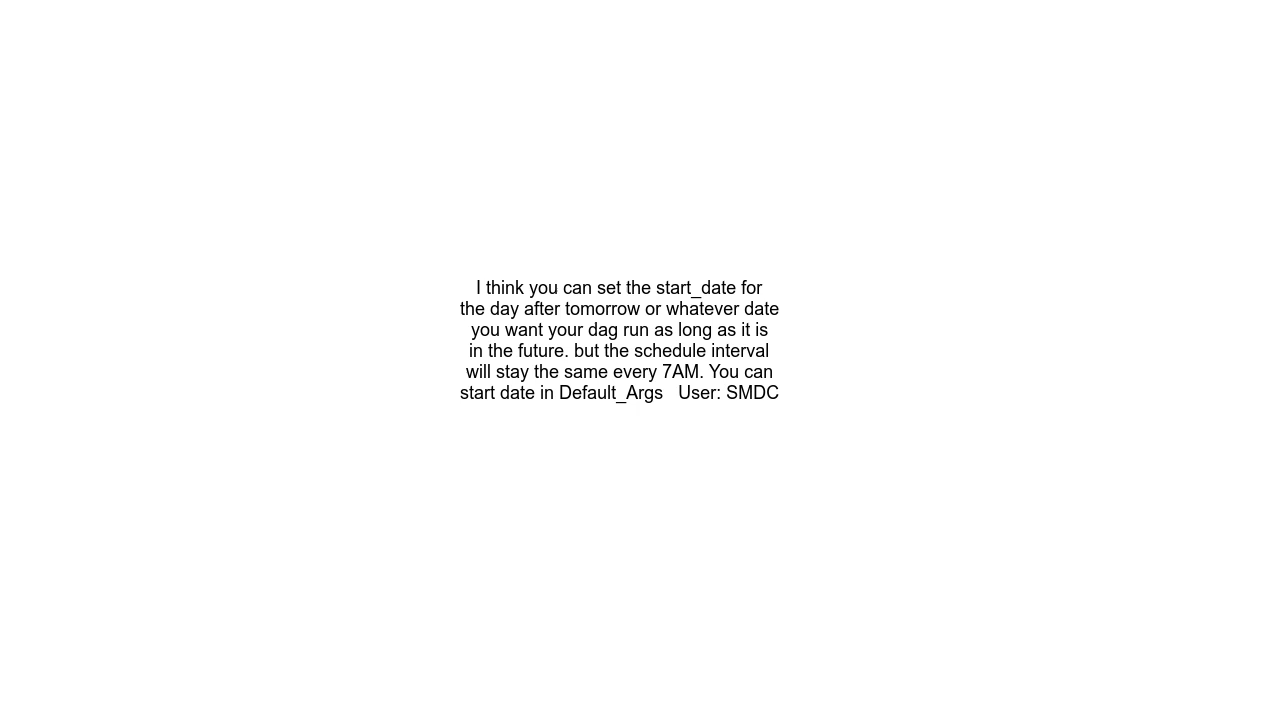 I think you can set the start_date for
the day after tomorrow or whatever date
you want your dag run as long as it is
in the future. but the schedule interval
will stay the same every 7AM. You can
start date in Default_Args   User: SMDC